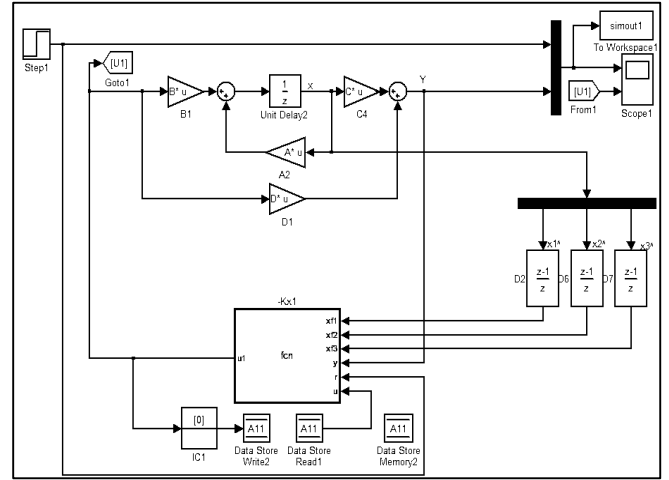 simout1
To Workspace1
Step1
[U1]
Goto1
B* u
B1
1
z
Unit Delay2
X
C* u
C4
Y
[U1]
From1
Scope1
A* u
A2
D* u
D1
x1^
x2^
x3^
D2
z-1
z
D6
z-1
z
D7
z-1
z
-Kx1
xf1
xf2
xf3
y
r
u
u1
fcn
[0]
IC1
A11
Data Store
Write2
A11
Data Store
Read1
A11
Data Store
Memory2